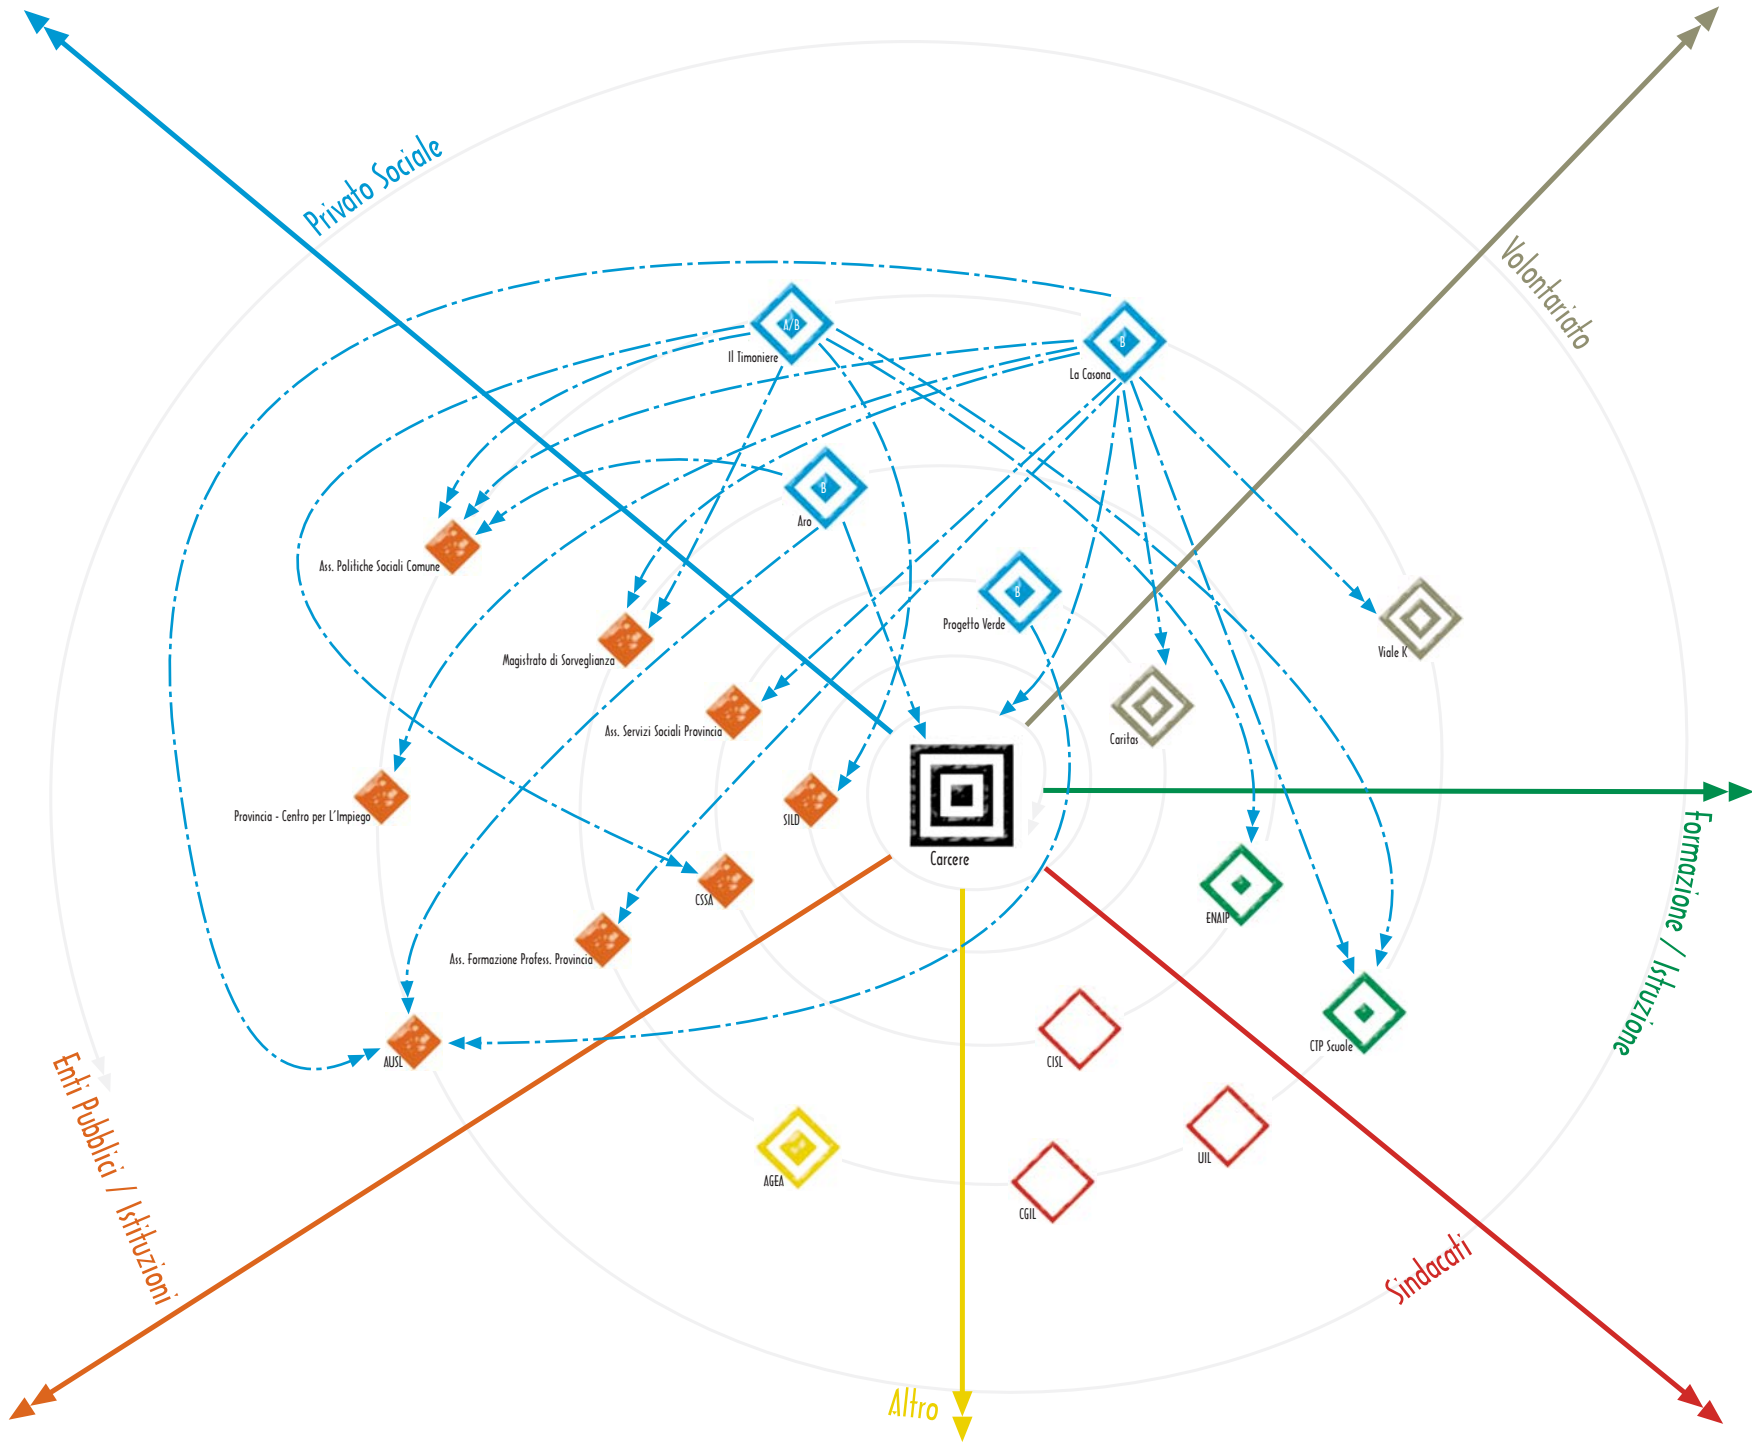 Privato Sociale
Volontariato
A/B
Il Timoniere
B
La Casona
B
Aro
Ass. Politiche Sociali Comune
B
Progetto Verde
Magistrato di Sorveglianza
Viale K
Ass. Servizi Sociali Provincia
Caritas
Provincia - Centro per L'Impiego
SILD
Carcere
Formazione / Istruzione
CSSA
ENAIP
Ass. Formazione Profess. Provincia
AUSL
CISL
CTP Scuole
Enti Pubblici / Istituzioni
AGEA
UIL
CGIL
Sindacati
Altro